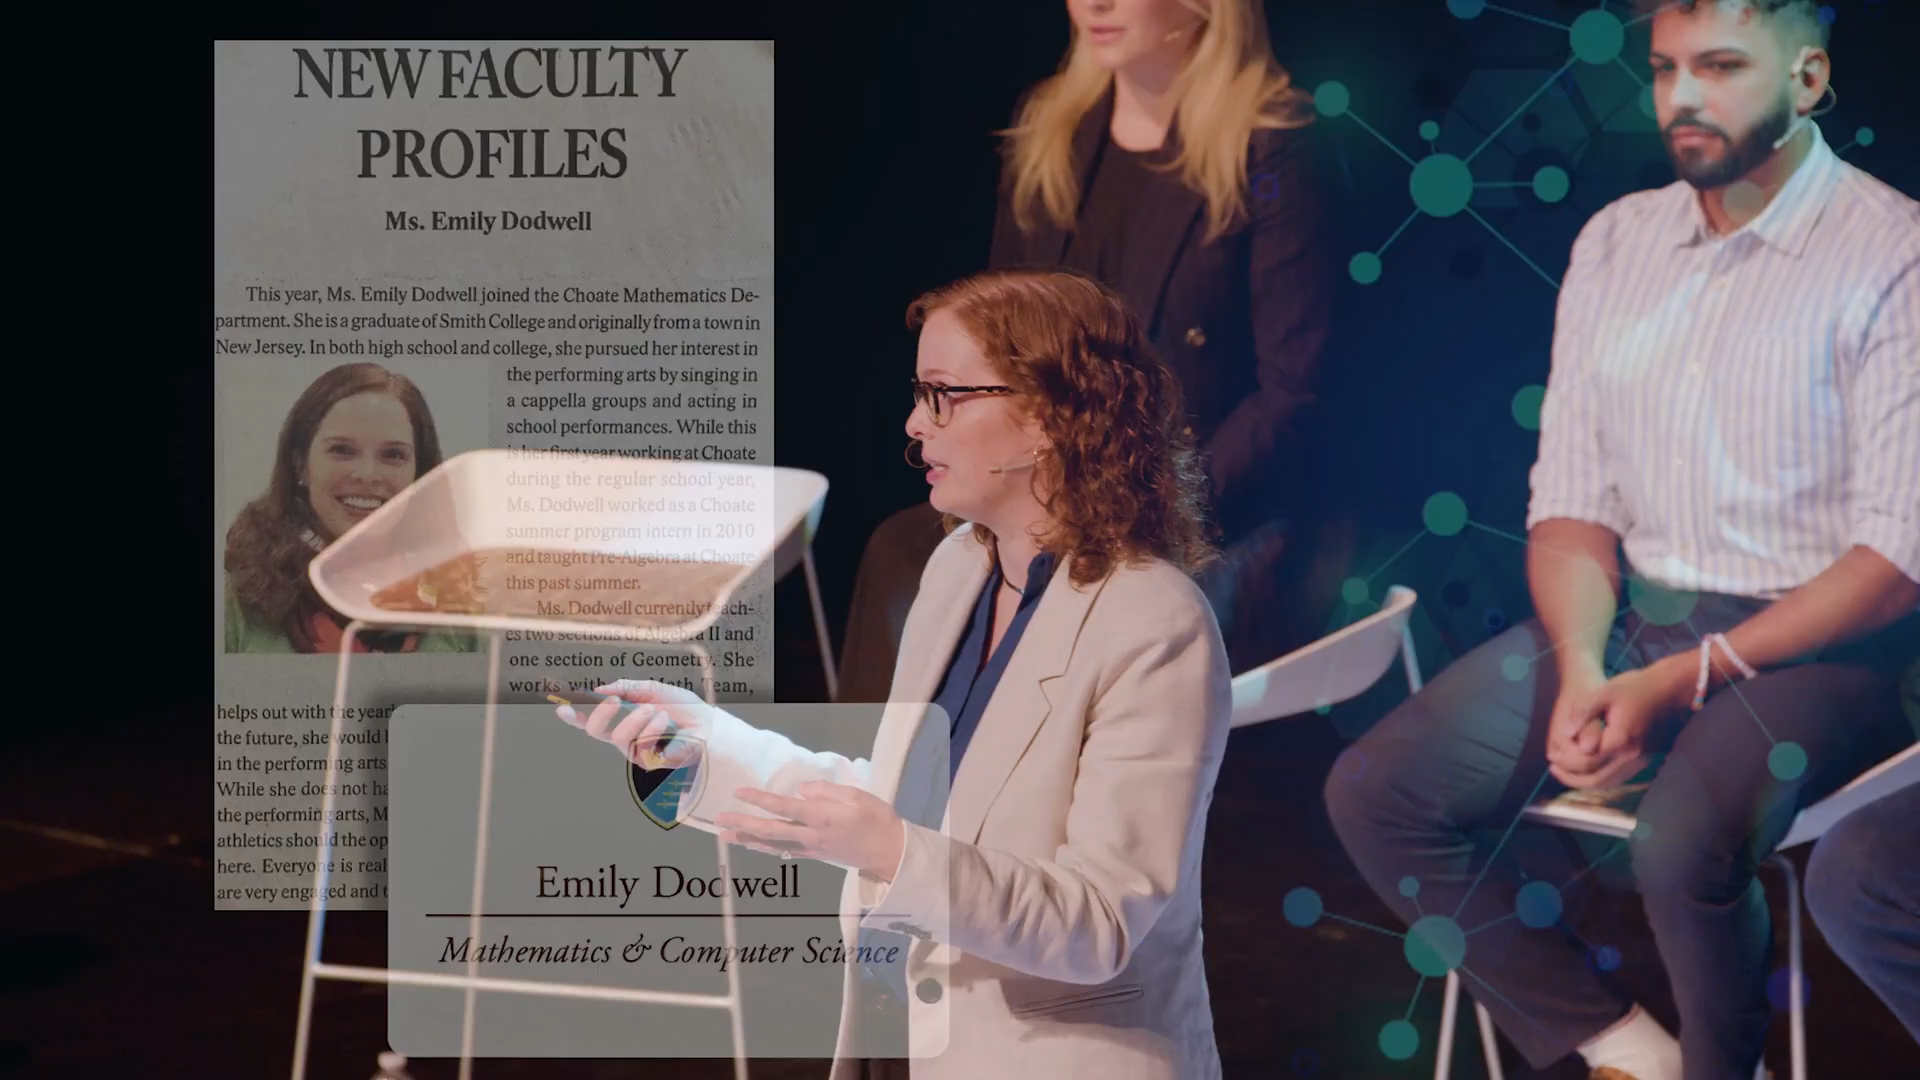 NEW FACULTY
PROFILES
Ms. Emily Dodwell
This year, Ms. Emily Dodwell joined the Choate Mathematics De-
partment. She is a graduate of Smith College and originally from a town in
New Jersey. In both high school and college, she pursued her interest in
the performing arts by singing in
a cappella groups and acting in
school performances. While this
is her first year working at Choate
during the regular school year,
Ms. Dodwell worked as a Choate
summer program intern in 2010
and taught Pre-Algebra at Choate
this past summer.
Ms. Dodwell currently teach-
es two sections of Algebra II and
one section of Geometry. She
works with the Math Team,
helps out with the year
the future, she would
in the performing arts
While she does not ha
the performing arts, M
athletics should the op
here. Everyone is real
are very engaged and t
Emily Dodwell
Mathematics & Computer Science